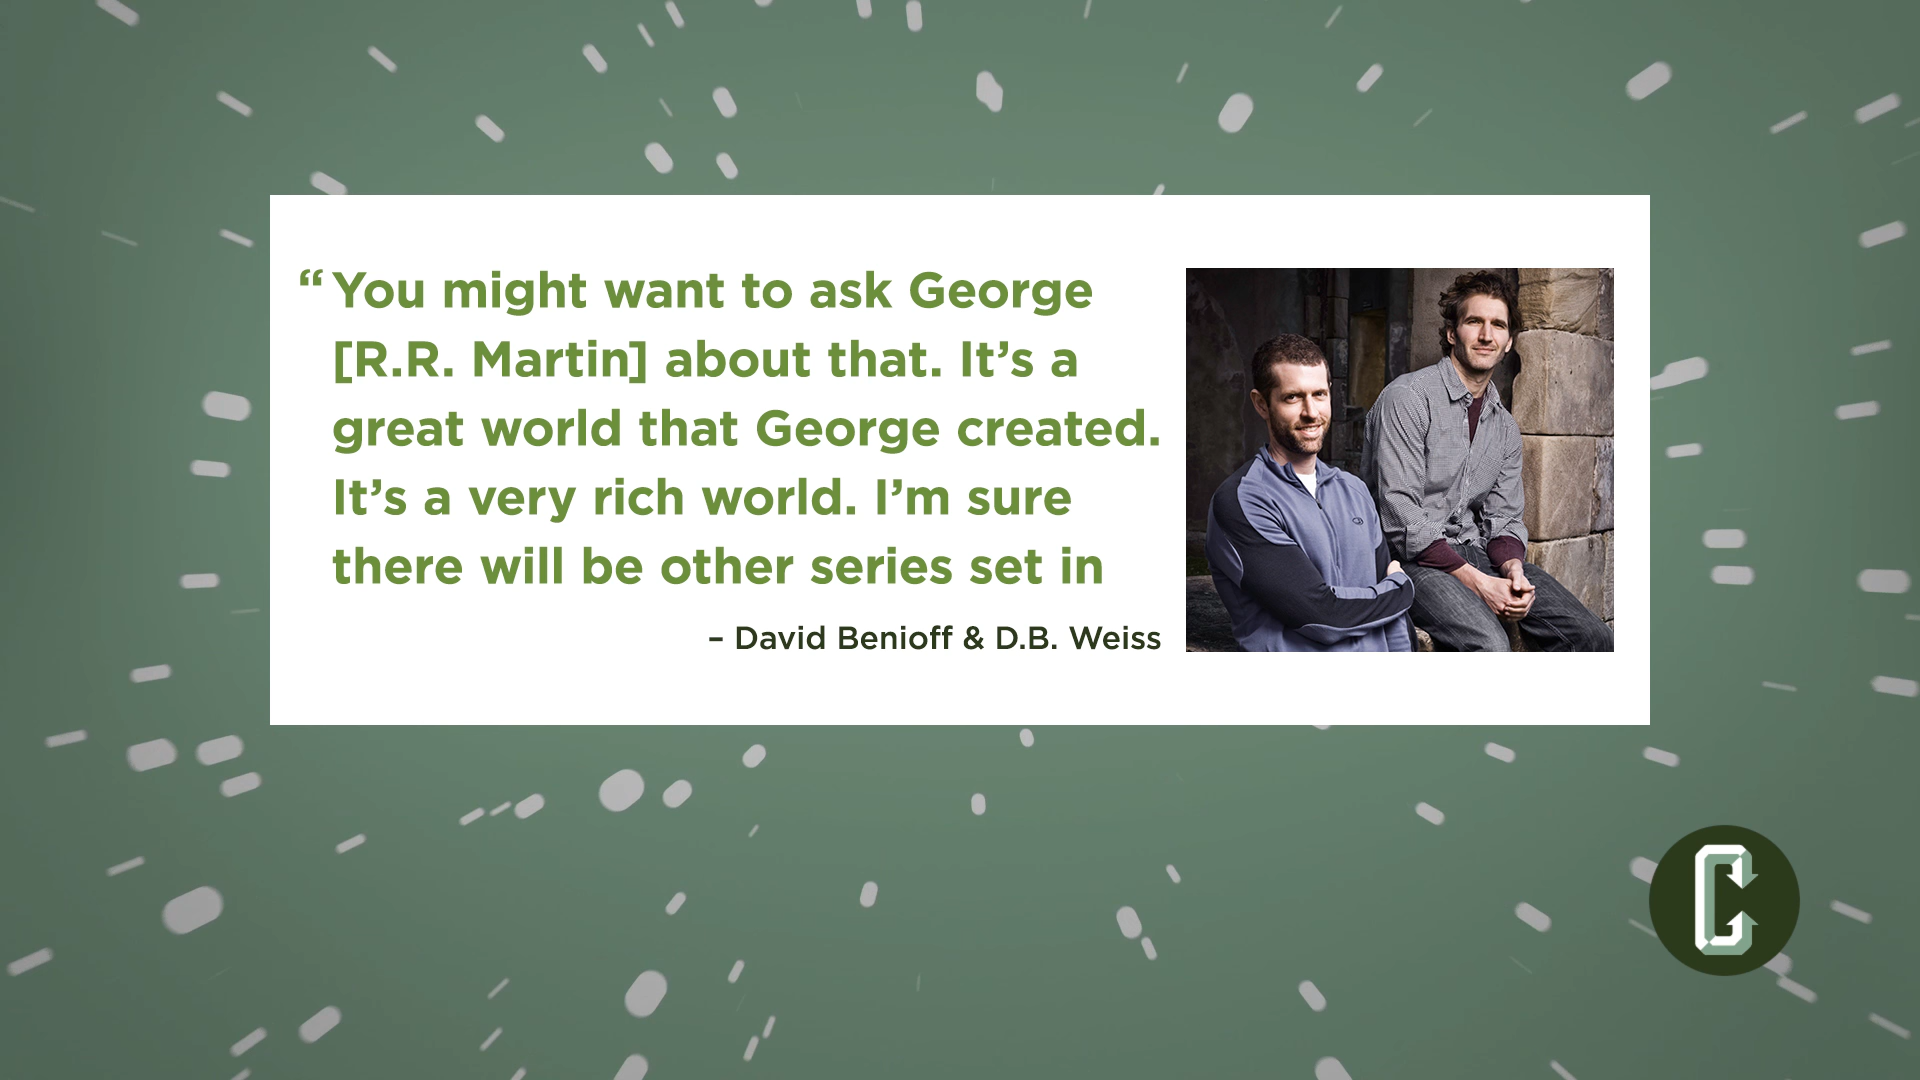 “You might want to ask George
[R.R. Martin] about that. It’s a
great world that George created.
It’s a very rich world. I’m sure
there will be other series set in
– David Benioff & D.B. Weiss
C